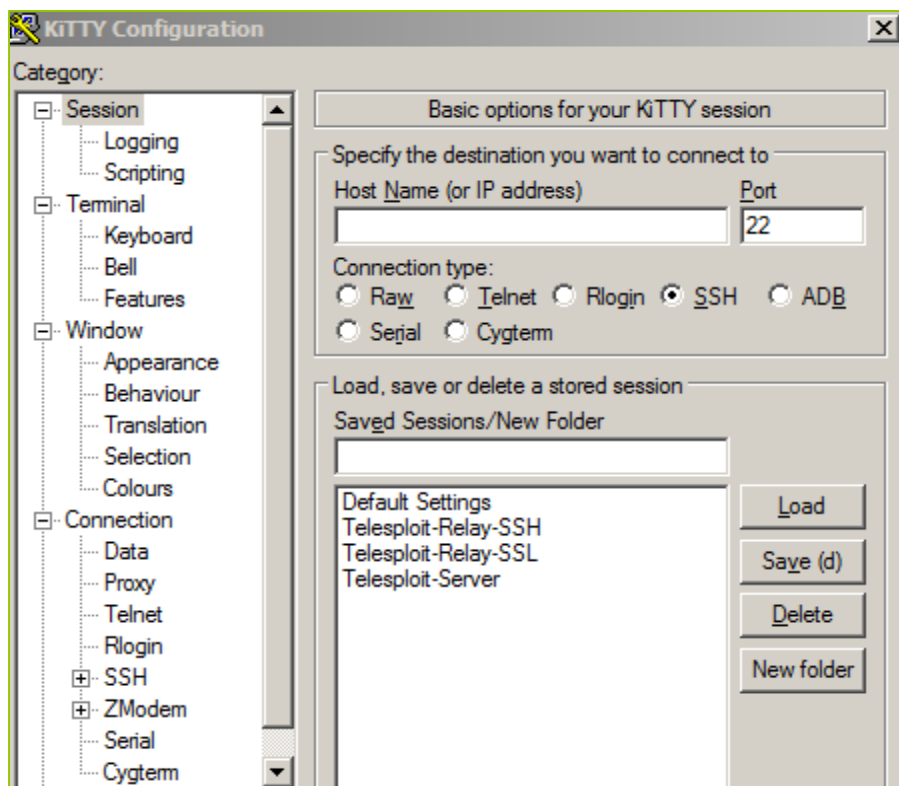 KiTTY Configuration
Category:
Session
Logging
Scripting
Terminal
Keyboard
Bell
Features
Window
Appearance
Behaviour
Translation
Selection
Colours
Connection
Data
Proxy
Telnet
Rlogin
SSH
ZModem
Serial
Cygterm
Basic options for your KiTTY session
Specify the destination you want to connect to
Host Name (or IP address) Port
22
Connection type:
Raw Telnet Rlogin SSH ADB
Serial Cygterm
Load, save or delete a stored session
Saved Sessions/New Folder
Default Settings
Telesploit-Relay-SSH
Telesploit-Relay-SSL
Telesploit-Server
Load
Save (d)
Delete
New folder